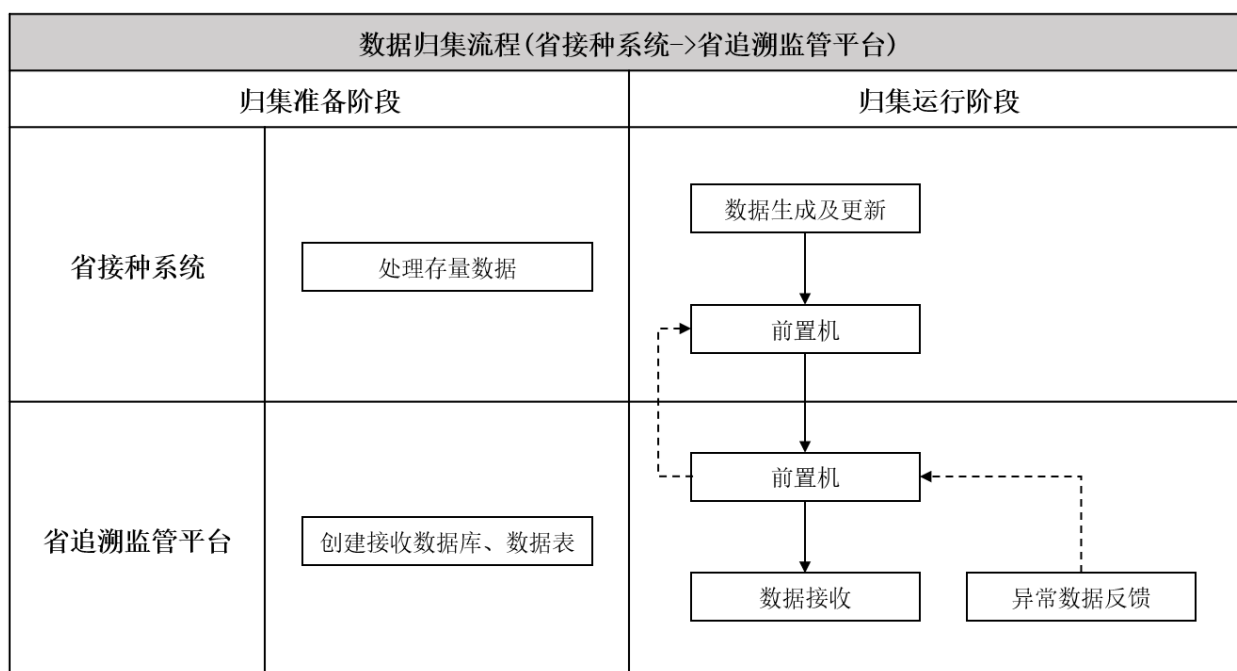 数据归集流程(省接种系统->省追溯监管平台)
归集准备阶段
归集运行阶段
省接种系统
处理存量数据
数据生成及更新
前置机
省追溯监管平台
创建接收数据库、数据表
前置机
数据接收
异常数据反馈